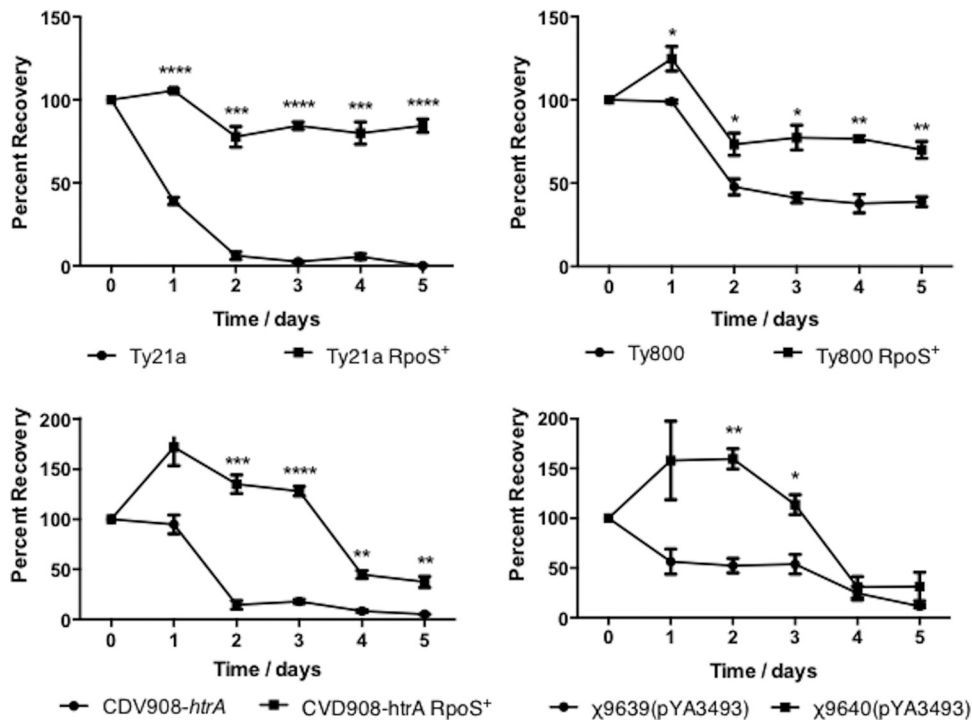 150
100
50
0
Percent Recovery
****
***
****
***
****
0 1 2 3 4 5
Time / days
Ty21a Ty21a RpoS⁺
150
100
50
0
Percent Recovery
*
*
*
**
**
0 1 2 3 4 5
Time / days
Ty800 Ty800 RpoS⁺
200
150
100
50
0
Percent Recovery
***
****
**
**
0 1 2 3 4 5
Time / days
CDV908-htrA CVD908-htrA RpoS⁺
200
150
100
50
0
Percent Recovery
**
*
0 1 2 3 4 5
Time / days
χ9639(pYA3493) χ9640(pYA3493)